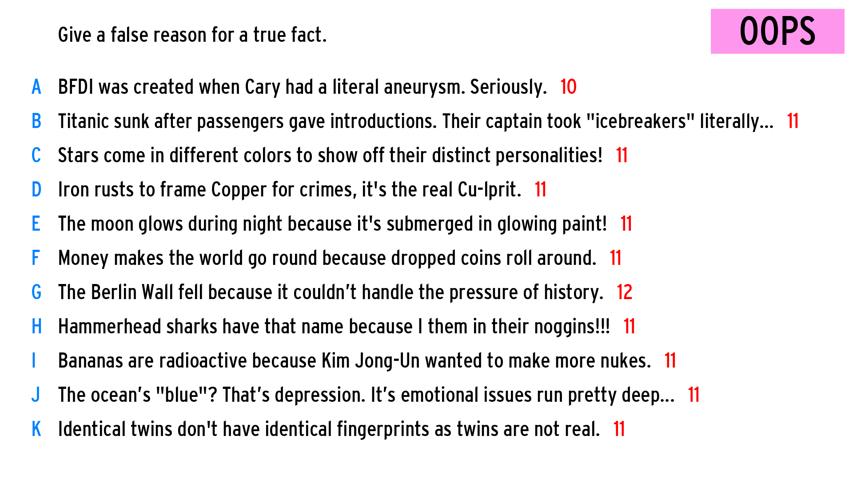 Give a false reason for a true fact.
OOPS
A BFDI was created when Cary had a literal aneurysm. Seriously. 10
B Titanic sunk after passengers gave introductions. Their captain took "icebreakers" literally... 11
C Stars come in different colors to show off their distinct personalities! 11
D Iron rusts to frame Copper for crimes, it's the real Cu-lprit. 11
E The moon glows during night because it's submerged in glowing paint! 11
F Money makes the world go round because dropped coins roll around. 11
G The Berlin Wall fell because it couldn’t handle the pressure of history. 12
H Hammerhead sharks have that name because I them in their noggins!!! 11
I Bananas are radioactive because Kim Jong-Un wanted to make more nukes. 11
J The ocean’s "blue"? That’s depression. It’s emotional issues run pretty deep... 11
K Identical twins don't have identical fingerprints as twins are not real. 11